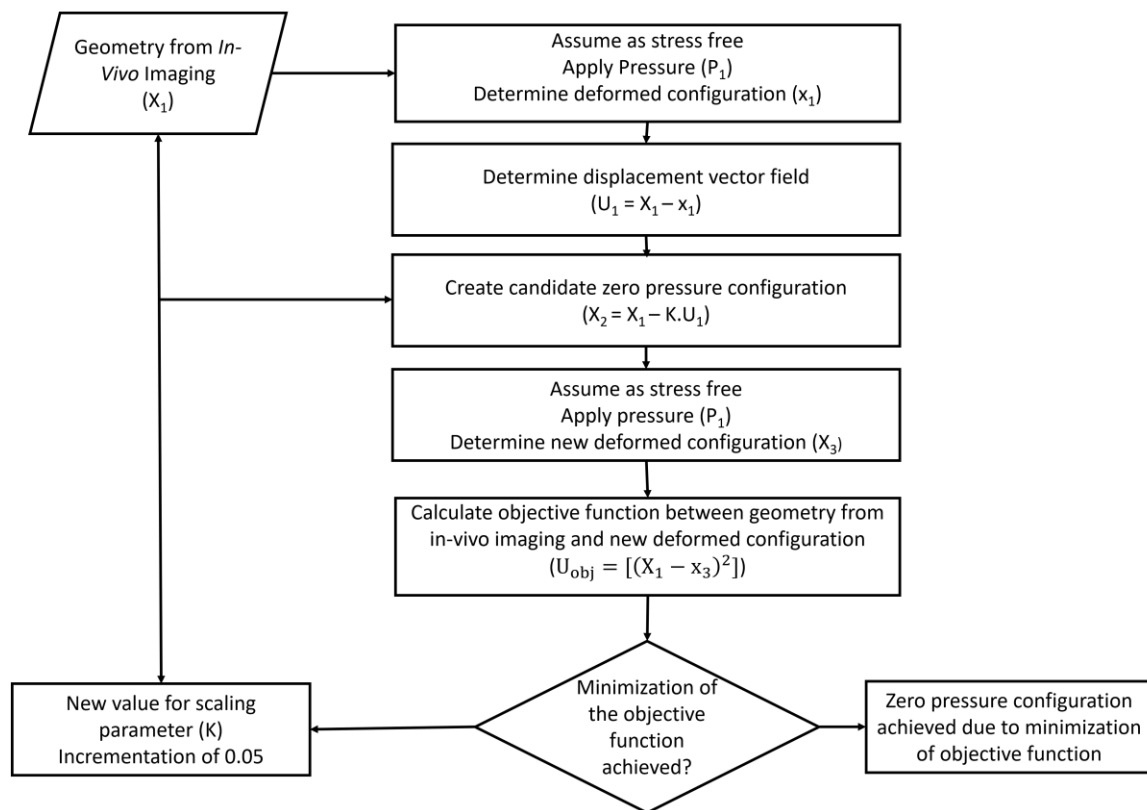 Geometry from In-
Vivo Imaging
(X₁)
Assume as stress free
Apply Pressure (P₁)
Determine deformed configuration (x₁)
Determine displacement vector field
(U₁ = X₁ – x₁)
Create candidate zero pressure configuration
(X₂ = X₁ – K.U₁)
Assume as stress free
Apply pressure (P₁)
Determine new deformed configuration (X₃)
Calculate objective function between geometry from
in-vivo imaging and new deformed configuration
(U_obj = [(X₁ − x₃)²])
Minimization of
the objective
function
achieved?
New value for scaling
parameter (K)
Incrementation of 0.05
Zero pressure configuration
achieved due to minimization
of objective function